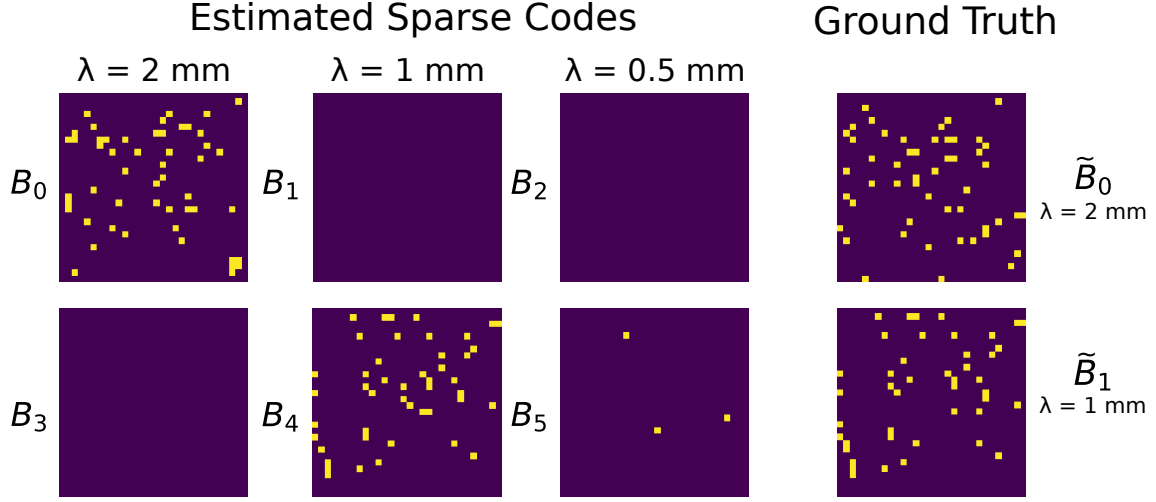 Estimated Sparse Codes
Ground Truth
λ = 2 mm
λ = 1 mm
λ = 0.5 mm
B₀
B₁
B₂
B̃₀
λ = 2 mm
B₃
B₄
B₅
B̃₁
λ = 1 mm